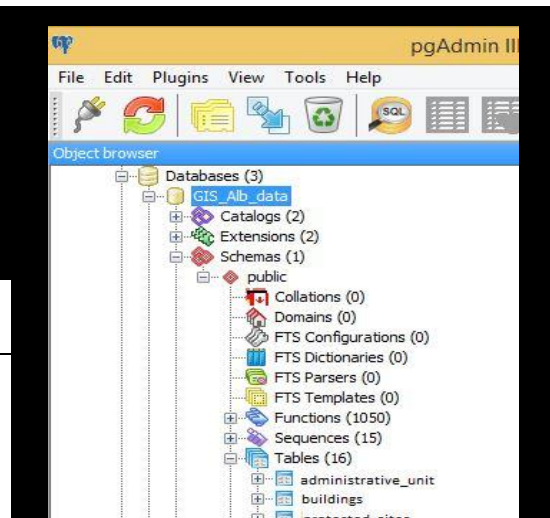 pgAdmin III
File Edit Plugins View Tools Help
SQL
Object browser
Databases (3)
GIS_Alb_data
Catalogs (2)
Extensions (2)
Schemas (1)
public
Collations (0)
Domains (0)
FTS Configurations (0)
FTS Dictionaries (0)
FTS Parsers (0)
FTS Templates (0)
Functions (1050)
Sequences (15)
Tables (16)
administrative_unit
buildings
protected_sites